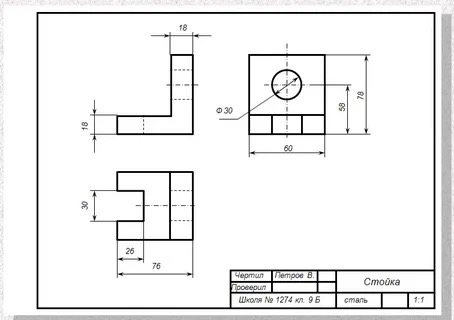 18
18
Ф 30
58
78
60
30
26
76
Чертил Петров В.
Проверил
Стойка
Школа № 1274 кл. 9 Б
сталь
1:1